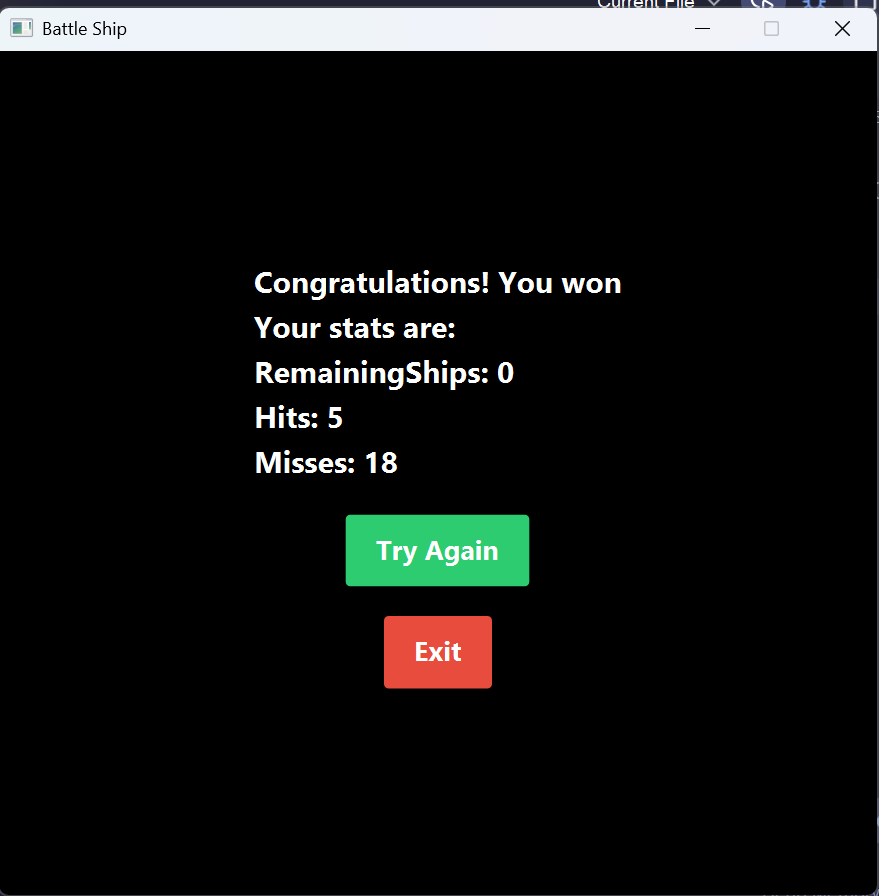 Current File
Battle Ship
Congratulations! You won
Your stats are:
RemainingShips: 0
Hits: 5
Misses: 18
Try Again
Exit